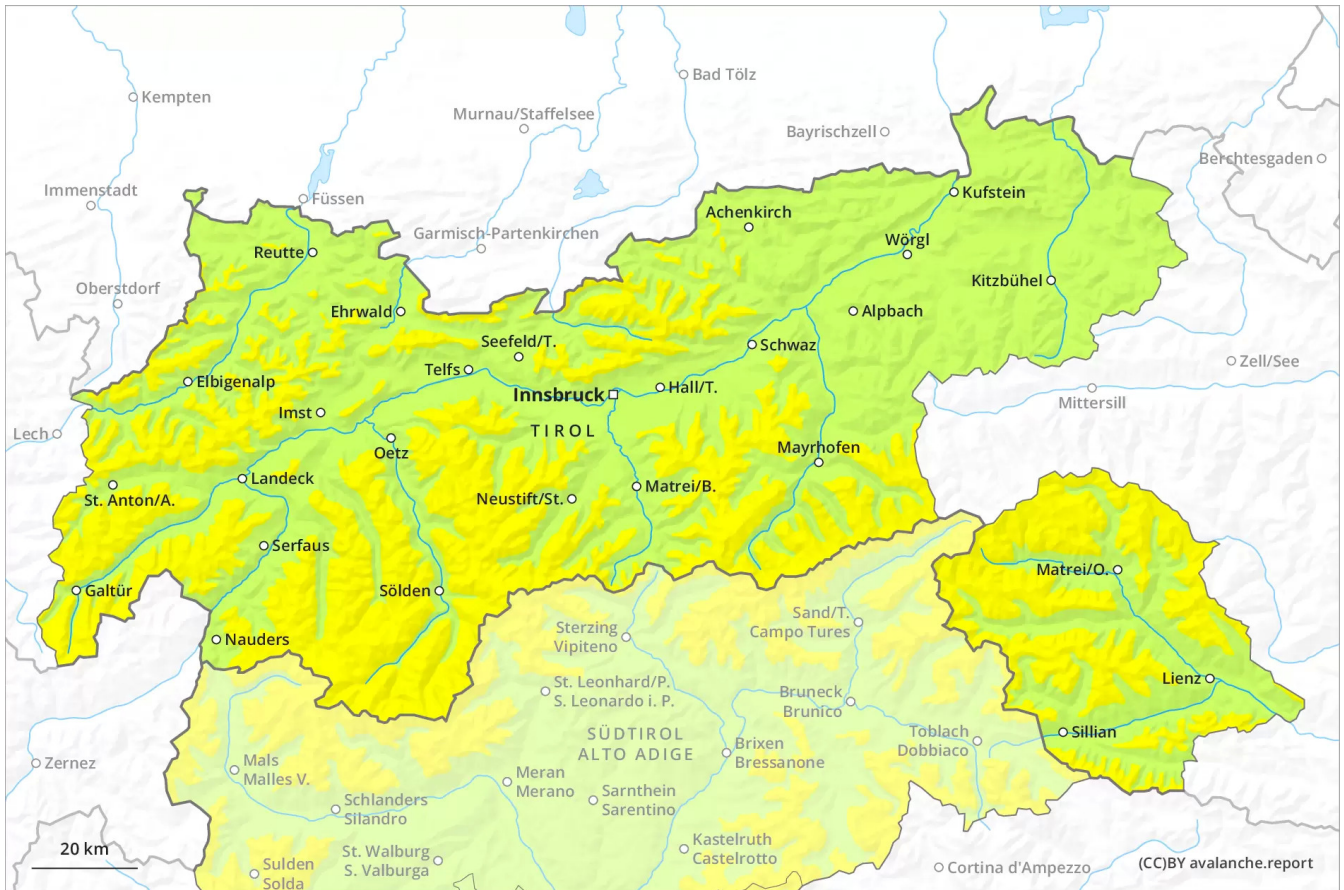 Bad Tölz
Kempten
Murnau/Staffelsee
Bayrischzell
Berchtesgaden
Immenstadt
Füssen
Kufstein
Achenkirch
Garmisch-Partenkirchen
Wörgl
Reutte
Kitzbühel
Oberstdorf
Ehrwald
Alpbach
Seefeld/T.
Schwaz
Zell/See
Telfs
Elbigenalp
Innsbruck
Hall/T.
Mittersill
Imst
TIROL
Lech
Oetz
Mayrhofen
Landeck
Matrei/B.
St. Anton/A.
Neustift/St.
Serfaus
Matrei/O.
Galtür
Sölden
Sand/T.
Campo Tures
Sterzing
Vipiteno
Nauders
Lienz
St. Leonhard/P.
S. Leonardo i. P.
Bruneck
Brunico
Toblach
Dobbiaco
Sillian
SÜDTIROL
ALTO ADIGE
Brixen
Bressanone
Zernez
Mals
Malles V.
Meran
Merano
Sarnthein
Sarentino
Schlanders
Silandro
20 km
St. Walburg
S. Valburga
Kastelruth
Castelrotto
Sulden
Solda
Cortina d'Ampezzo
(CC)BY avalanche.report